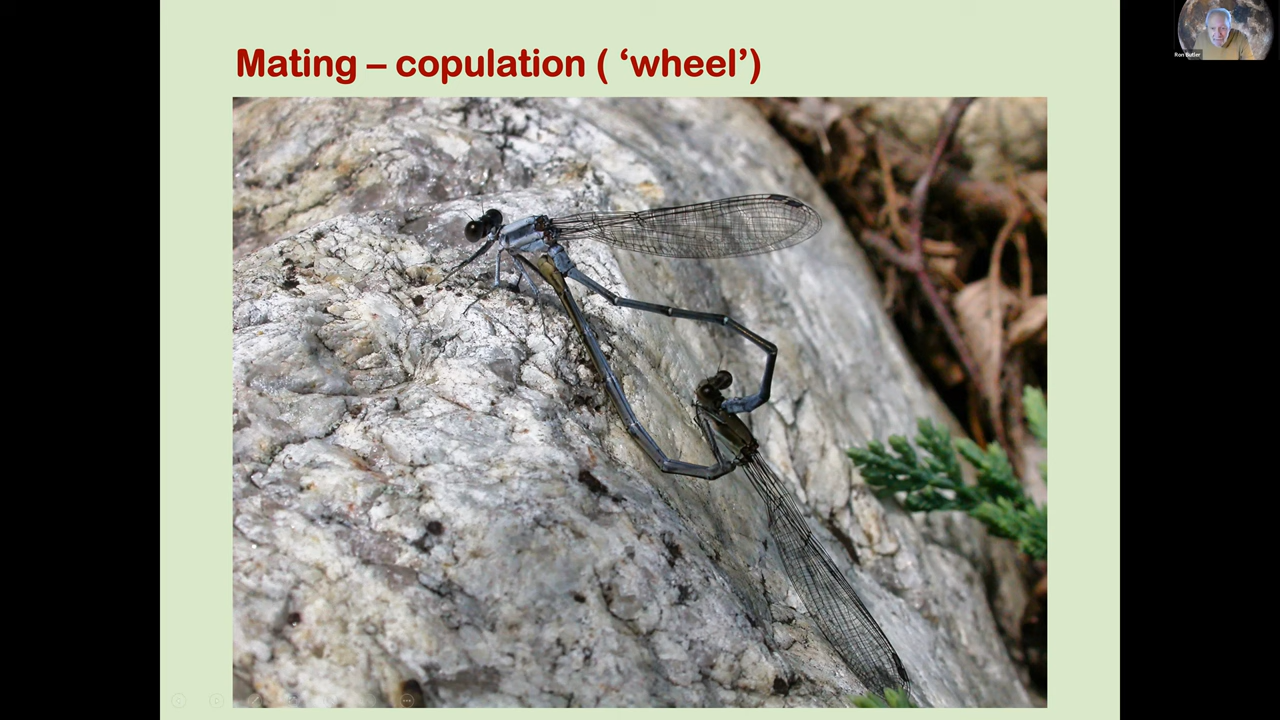 Mating – copulation ( ‘wheel’)
Ron Butler